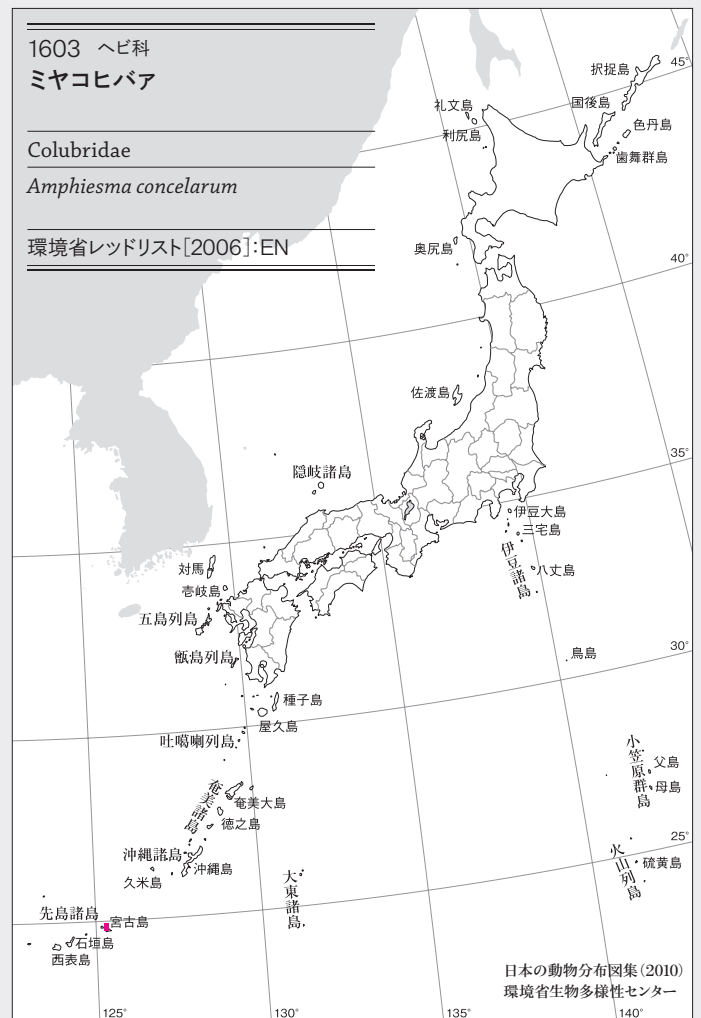 1603 ヘビ科
ミヤコヒバァ
Colubridae
Amphiesma concelarum
環境省レッドリスト[2006]:EN
択捉島
45°
礼文島
国後島
利尻島
色丹島
歯舞群島
奥尻島
40°
佐渡島
35°
隠岐諸島
伊豆大島
三宅島
伊豆諸島
八丈島
対馬
壱岐島
五島列島
甑島列島
鳥島
30°
種子島
屋久島
吐噶喇列島
小笠原群島
父島
母島
奄美諸島
奄美大島
徳之島
25°
沖縄諸島
沖縄島
久米島
大東諸島
火山列島
硫黄島
先島諸島
宮古島
石垣島
西表島
日本の動物分布図集(2010)
環境省生物多様性センター
125°
130°
135°
140°